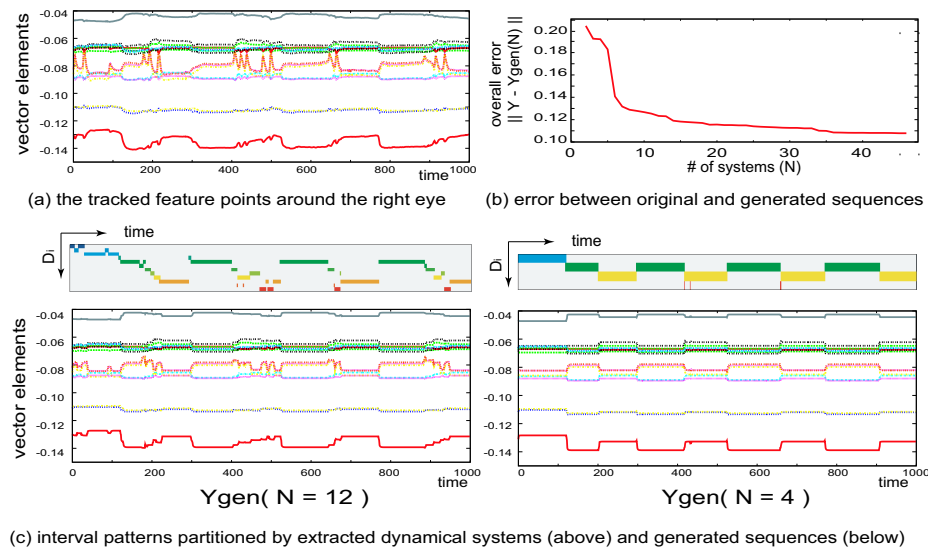 vector elements
-0.04
-0.06
-0.08
-0.10
-0.12
-0.14
0
200
400
600
800
1000
time
(a) the tracked feature points around the right eye
overall error
|| Y - Ygen(N) ||
0.20
0.18
0.16
0.14
0.12
0.10
0
10
20
30
40
# of systems (N)
(b) error between original and generated sequences
time
Di
vector elements
-0.04
-0.06
-0.08
-0.10
-0.12
-0.14
0
200
400
600
800
1000
time
Ygen( N = 12 )
time
Di
-0.04
-0.06
-0.08
-0.10
-0.12
-0.14
0
200
400
600
800
1000
time
Ygen( N = 4 )
(c) interval patterns partitioned by extracted dynamical systems (above) and generated sequences (below)